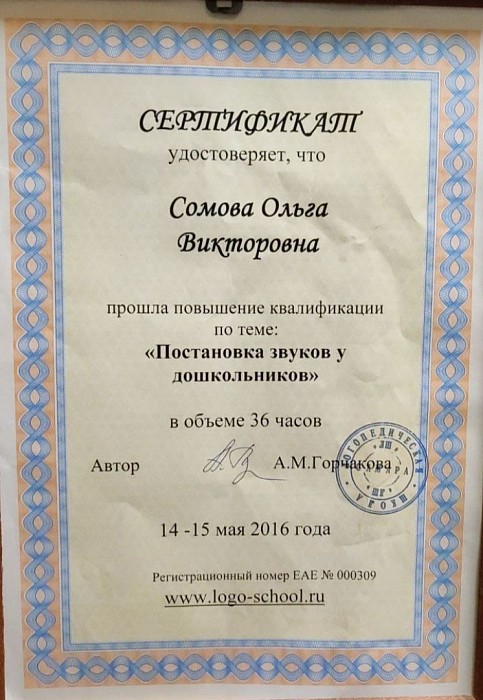 СЕРТИФИКАТ
удостоверяет, что
Сомова Ольга
Викторовна
прошла повышение квалификации
по теме:
«Постановка звуков у
дошкольников»
в объеме 36 часов
Автор А.М.Горчакова
ЛОГОПЕДИЧЕСКАЯ
14 -15 мая 2016 года
Регистрационный номер ЕАЕ № 000309
www.logo-school.ru